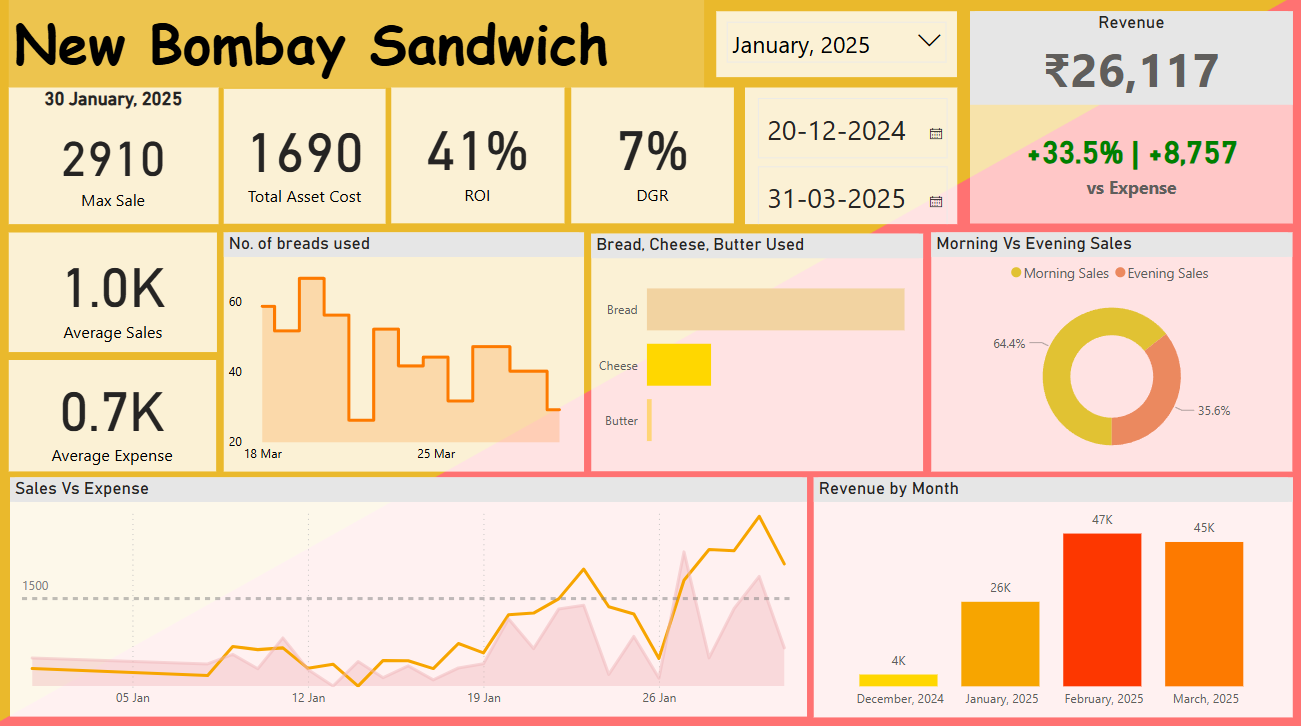 New Bombay Sandwich
January, 2025
Revenue
₹26,117
+33.5% | +8,757
vs Expense
30 January, 2025
2910
Max Sale
1690
Total Asset Cost
41%
ROI
7%
DGR
20-12-2024
31-03-2025
1.0K
Average Sales
0.7K
Average Expense
No. of breads used
60
40
20
18 Mar
25 Mar
Bread, Cheese, Butter Used
Bread
Cheese
Butter
Morning Vs Evening Sales
Morning Sales
Evening Sales
64.4%
35.6%
Sales Vs Expense
1500
05 Jan
12 Jan
19 Jan
26 Jan
Revenue by Month
4K
26K
47K
45K
December, 2024
January, 2025
February, 2025
March, 2025